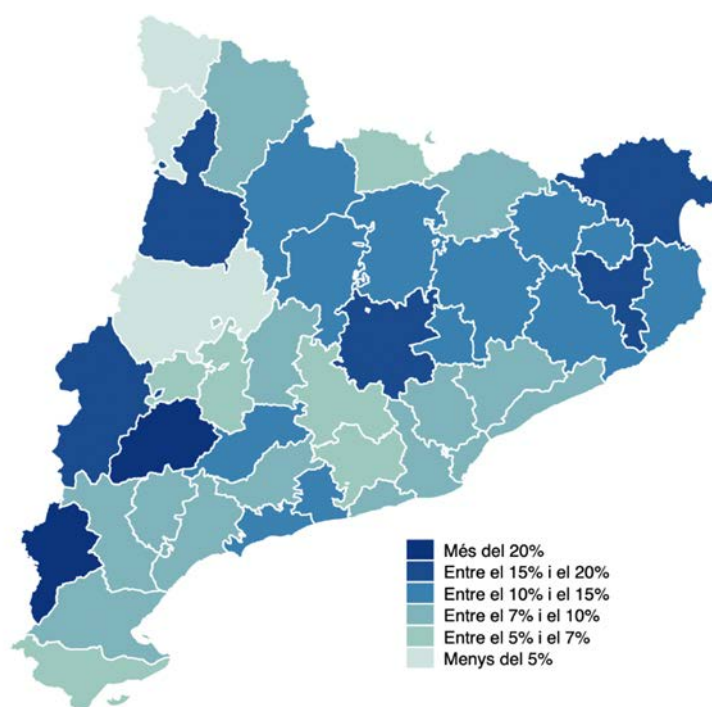 Més del 20%
Entre el 15% i el 20%
Entre el 10% i el 15%
Entre el 7% i el 10%
Entre el 5% i el 7%
Menys del 5%